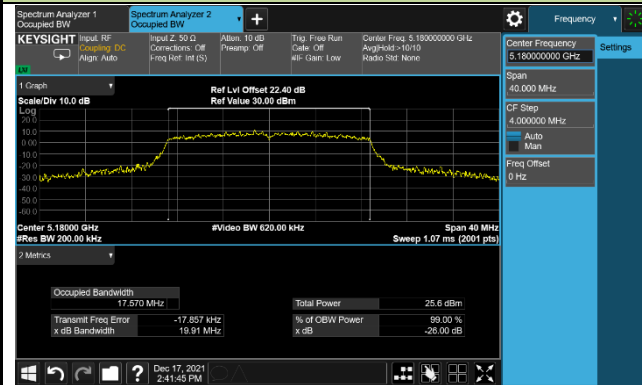 Spectrum Analyzer 1
Occupied BW
Spectrum Analyzer 2
Occupied BW
Frequency
KEYSIGHT
Input: RF
Coupling: DC
Align: Auto
Input Z: 50 Ω
Corrections: Off
Freq Ref: Int (S)
Atten: 10 dB
Preamp: Off
Trig: Free Run
Gate: Off
#IF Gain: Low
Center Freq: 5.180000000 GHz
Avg|Hold:>10/10
Radio Std: None
Center Frequency
5.180000000 GHz
Settings
Span
40.000 MHz
CF Step
4.000000 MHz
Auto
Man
Freq Offset
0 Hz
1 Graph
Scale/Div 10.0 dB
Ref Lvl Offset 22.40 dB
Ref Value 30.00 dBm
Log
20.0
10.0
0.00
-10.0
-20.0
-30.0
-40.0
-50.0
-60.0
Center 5.18000 GHz
#Res BW 200.00 kHz
#Video BW 620.00 kHz
Span 40 MHz
Sweep 1.07 ms (2001 pts)
2 Metrics
Occupied Bandwidth
17.570 MHz
Total Power
25.6 dBm
Transmit Freq Error
-17.857 kHz
% of OBW Power
99.00 %
x dB Bandwidth
19.91 MHz
x dB
-26.00 dB
?
Dec 17, 2021
2:41:45 PM